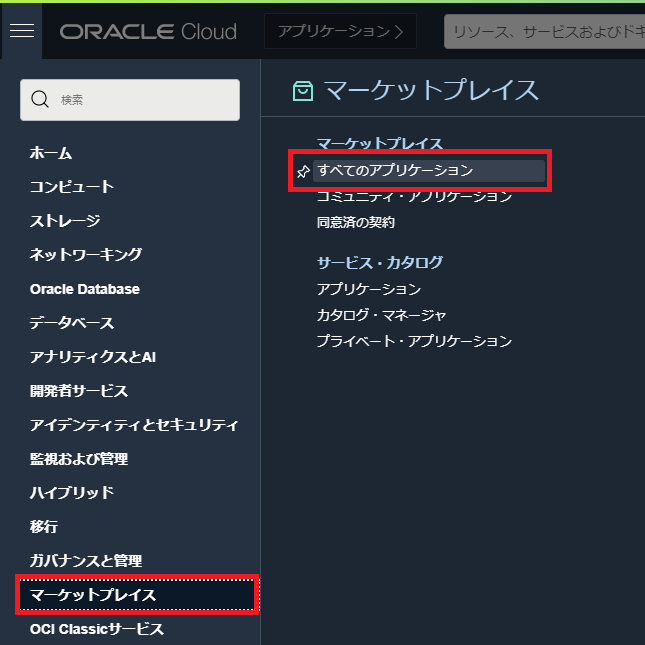 ORACLE Cloud
アプリケーション
リソース、サービスおよびドキ
検索
ホーム
コンピュート
ストレージ
ネットワーキング
Oracle Database
データベース
アナリティクスとAI
開発者サービス
アイデンティティとセキュリティ
監視および管理
ハイブリッド
移行
ガバナンスと管理
マーケットプレイス
OCI Classicサービス
マーケットプレイス
マーケットプレイス
すべてのアプリケーション
コミュニティ・アプリケーション
同意済の契約
サービス・カタログ
アプリケーション
カタログ・マネージャ
プライベート・アプリケーション